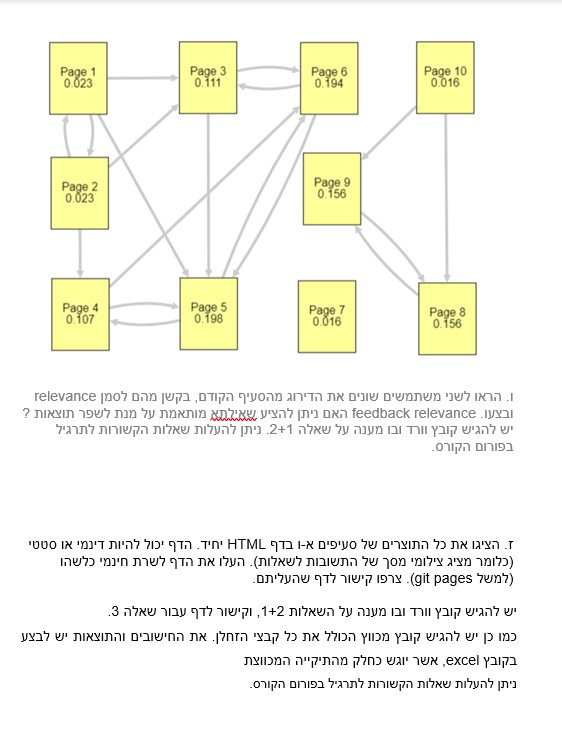 Page 1
0.023
Page 3
0.111
Page 6
0.194
Page 10
0.016
Page 2
0.023
Page 9
0.156
Page 4
0.107
Page 5
0.198
Page 7
0.016
Page 8
0.156
ו. הראו לשני משתמשים שונים את הדירוג מהסעיף הקודם, בקשן מהם לסמן relevance
ובצעו. feedback relevance האם ניתן להציע שאילתא מותאמת על מנת לשפר תוצאות ?
יש להגיש קובץ וורד ובו מענה על שאלה 2+1. ניתן להעלות שאלות הקשורות לתרגיל
בפורום הקורס.
ז. הציגו את כל התוצרים של סעיפים א-ו בדף HTML יחיד. הדף יכול להיות דינמי או סטטי
(כלומר מציג צילומי מסך של התשובות לשאלות). העלו את הדף לשרת חינמי כלשהו
(למשל git pages). צרפו קישור לדף שהעליתם.
יש להגיש קובץ וורד ובו מענה על השאלות 1+2, וקישור לדף עבור שאלה 3.
כמו כן יש להגיש קובץ מכווץ הכולל את כל קבצי הזחלן. את החישובים והתוצאות יש לבצע
בקובץ excel, אשר יוגש כחלק מהתיקייה המכווצת
ניתן להעלות שאלות הקשורות לתרגיל בפורום הקורס.